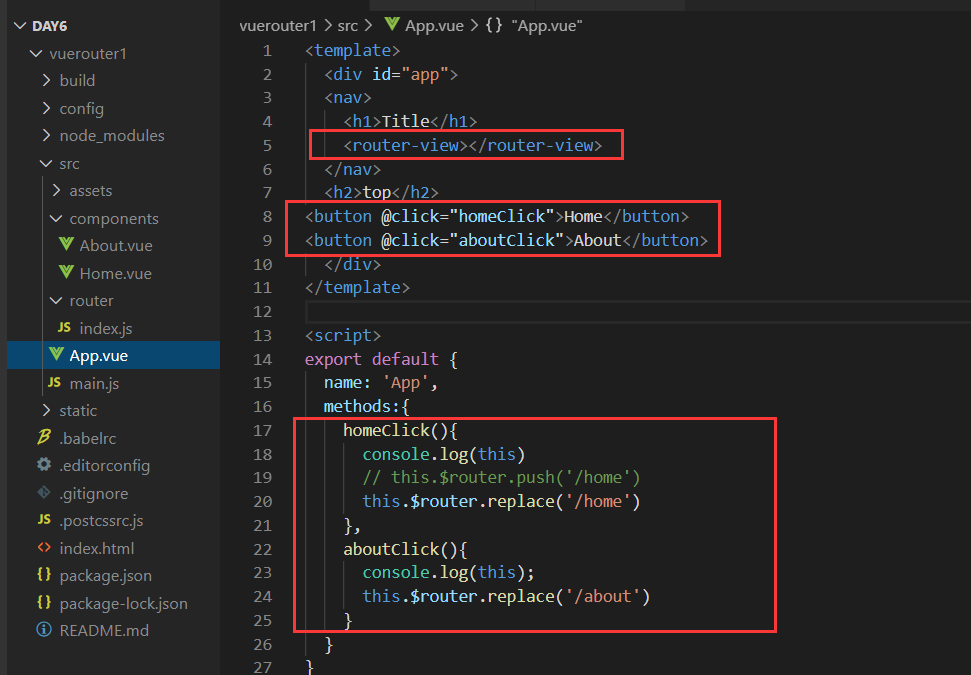 DAY6
vuerouter1
build
config
node_modules
src
assets
components
About.vue
Home.vue
router
JS index.js
App.vue
JS main.js
static
.babelrc
.editorconfig
.gitignore
JS .postcssrc.js
<> index.html
{} package.json
{} package-lock.json
README.md
vuerouter1 > src > App.vue > {} "App.vue"
1 <template>
2 <div id="app">
3 <nav>
4 <h1>Title</h1>
5 <router-view></router-view>
6 </nav>
7 <h2>top</h2>
8 <button @click="homeClick">Home</button>
9 <button @click="aboutClick">About</button>
10 </div>
11 </template>
12
13 <script>
14 export default {
15 name: 'App',
16 methods:{
17 homeClick(){
18 console.log(this)
19 // this.$router.push('/home')
20 this.$router.replace('/home')
21 },
22 aboutClick(){
23 console.log(this);
24 this.$router.replace('/about')
25 }
26 }
27 }